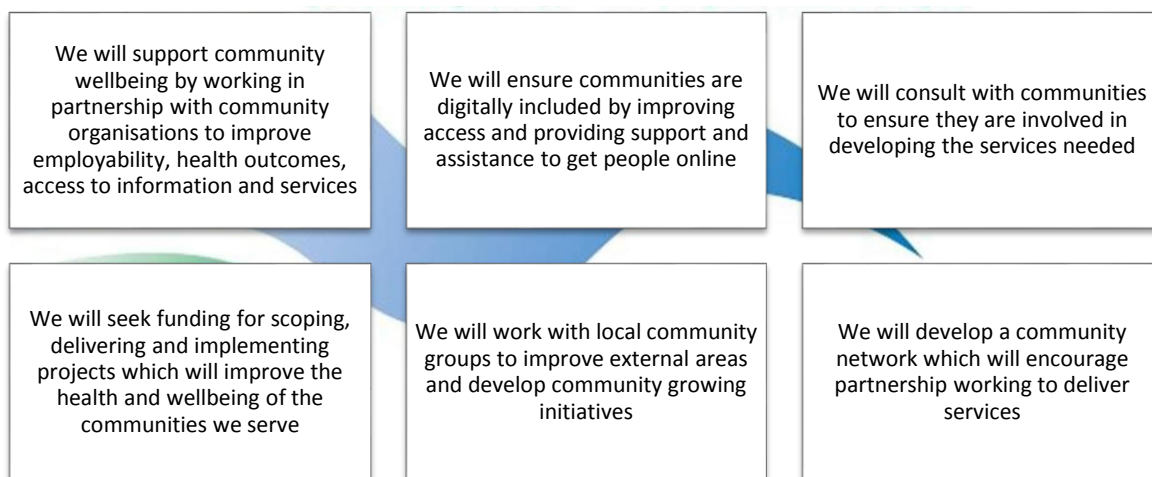 We will support community
wellbeing by working in
partnership with community
organisations to improve
employability, health outcomes,
access to information and services
We will ensure communities are
digitally included by improving
access and providing support and
assistance to get people online
We will consult with communities
to ensure they are involved in
developing the services needed
We will seek funding for scoping,
delivering and implementing
projects which will improve the
health and wellbeing of the
communities we serve
We will work with local community
groups to improve external areas
and develop community growing
initiatives
We will develop a community
network which will encourage
partnership working to deliver
services